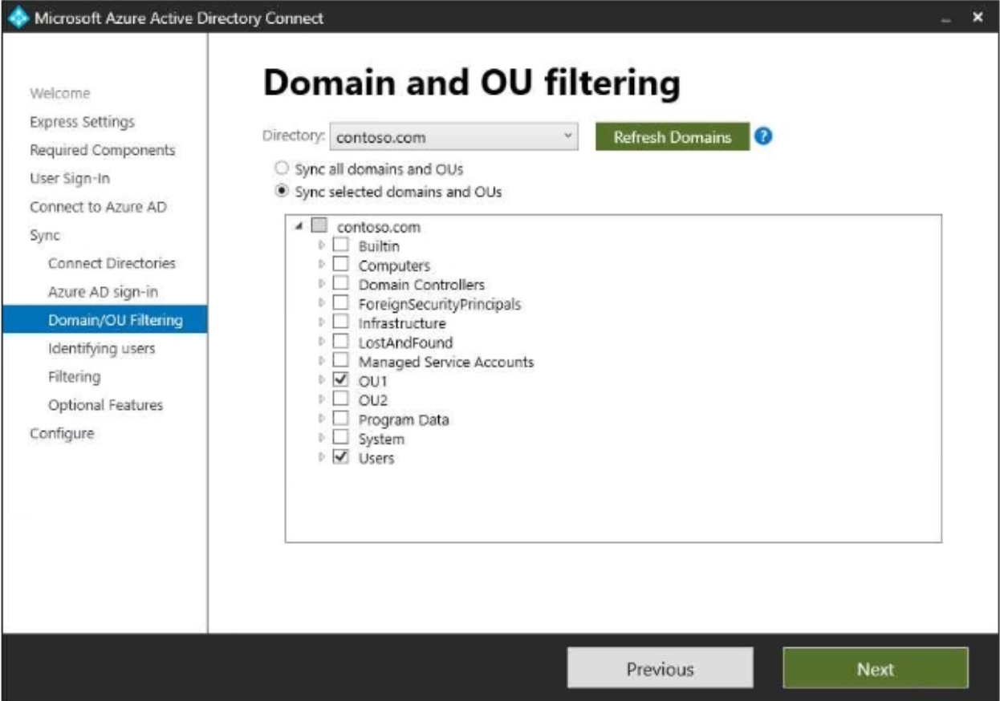 Microsoft Azure Active Directory Connect
Welcome
Express Settings
Required Components
User Sign-In
Connect to Azure AD
Sync
Connect Directories
Azure AD sign-in
Domain/OU Filtering
Identifying users
Filtering
Optional Features
Configure
Domain and OU filtering
Directory: contoso.com Refresh Domains ?
Sync all domains and OUs
Sync selected domains and OUs
contoso.com
Builtin
Computers
Domain Controllers
ForeignSecurityPrincipals
Infrastructure
LostAndFound
Managed Service Accounts
OU1
OU2
Program Data
System
Users
Previous Next